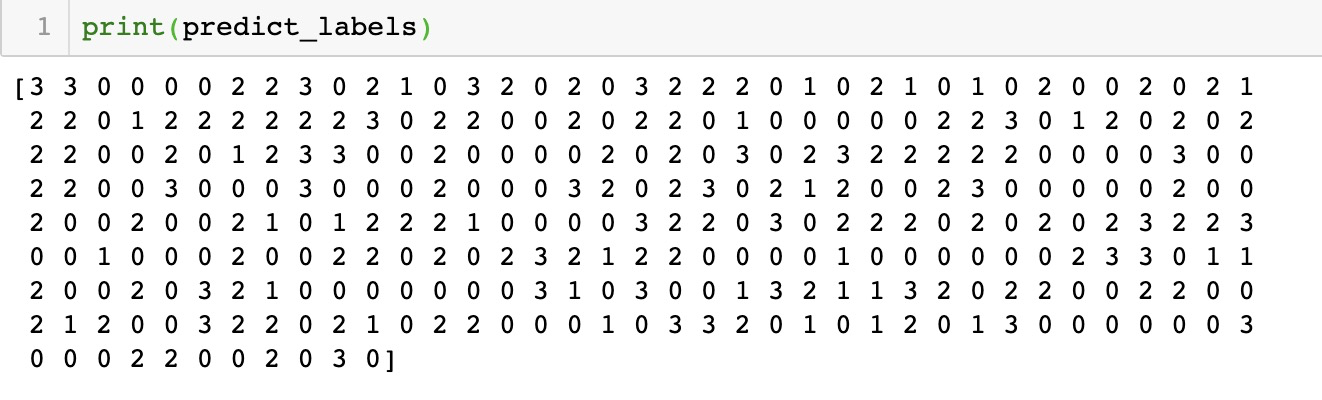 1 print(predict_labels)
[3 3 0 0 0 0 2 2 3 0 2 1 0 3 2 0 2 0 3 2 2 2 0 1 0 2 1 0 1 0 2 0 0 2 0 2 1
2 2 0 1 2 2 2 2 2 2 3 0 2 2 0 0 2 0 2 2 0 1 0 0 0 0 0 2 2 3 0 1 2 0 2 0 2
2 2 0 0 2 0 1 2 3 3 0 0 2 0 0 0 0 2 0 2 0 3 0 2 3 2 2 2 2 2 0 0 0 0 3 0 0
2 2 0 0 3 0 0 0 3 0 0 0 2 0 0 0 3 2 0 2 3 0 2 1 2 0 0 2 3 0 0 0 0 0 2 0 0
2 0 0 2 0 0 2 1 0 1 2 2 2 1 0 0 0 0 3 2 2 0 3 0 2 2 2 0 2 0 2 0 2 3 2 2 3
0 0 1 0 0 0 2 0 0 2 2 0 2 0 2 3 2 1 2 2 0 0 0 0 1 0 0 0 0 0 0 2 3 3 0 1 1
2 0 0 2 0 3 2 1 0 0 0 0 0 0 0 3 1 0 3 0 0 1 3 2 1 1 3 2 0 2 2 0 0 2 2 0 0
2 1 2 0 0 3 2 2 0 2 1 0 2 2 0 0 0 1 0 3 3 2 0 1 0 1 2 0 1 3 0 0 0 0 0 0 3
0 0 0 2 2 0 0 2 0 3 0]